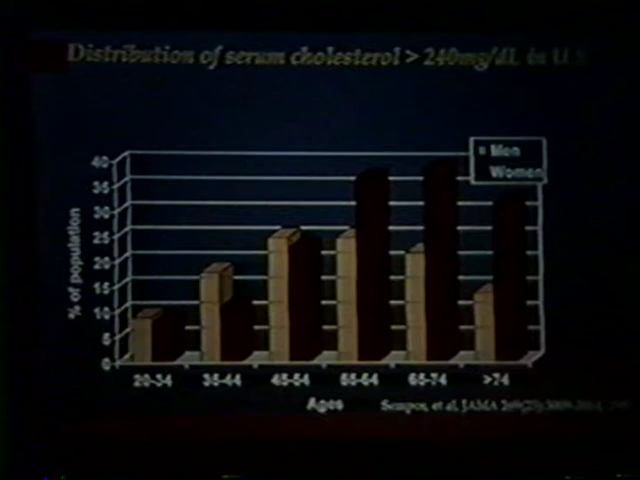 Distribution of serum cholesterol > 240mg/dL in U.S
Men
Women
% of population
40
35
30
25
20
15
10
5
0
20-34 35-44 45-54 55-64 65-74 >74
Ages
Sempos, et al, JAMA